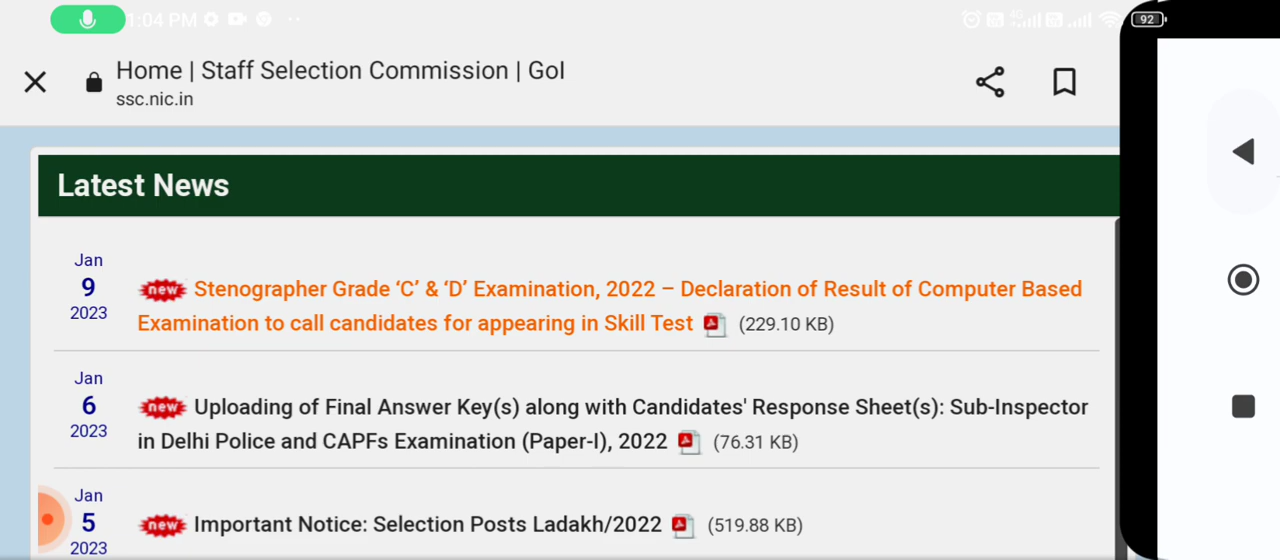 1:04 PM
92
Home | Staff Selection Commission | GoI
ssc.nic.in
Latest News
Jan
9
2023
new Stenographer Grade ‘C’ & ‘D’ Examination, 2022 – Declaration of Result of Computer Based
Examination to call candidates for appearing in Skill Test (229.10 KB)
Jan
6
2023
new Uploading of Final Answer Key(s) along with Candidates' Response Sheet(s): Sub-Inspector
in Delhi Police and CAPFs Examination (Paper-I), 2022 (76.31 KB)
Jan
5
2023
new Important Notice: Selection Posts Ladakh/2022 (519.88 KB)